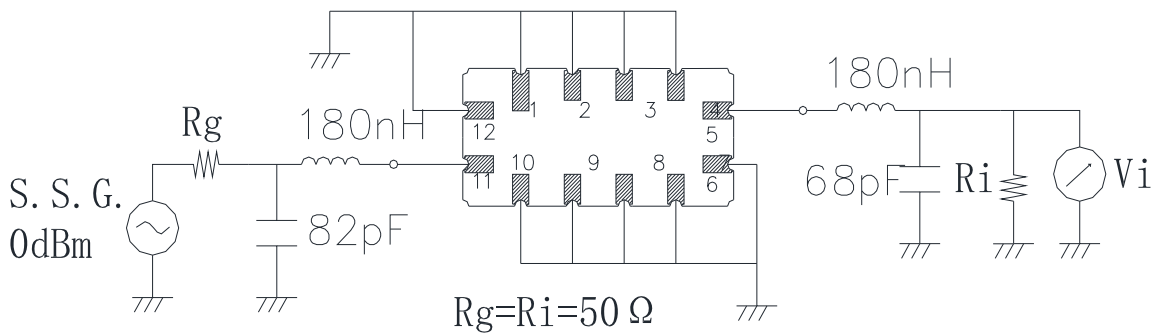 180nH
1
2
3
4
Rg
180nH
12
5
10
9
8
68pF
Ri
Vi
S.S.G.
11
6
0dBm
82pF
Rg=Ri=50Ω